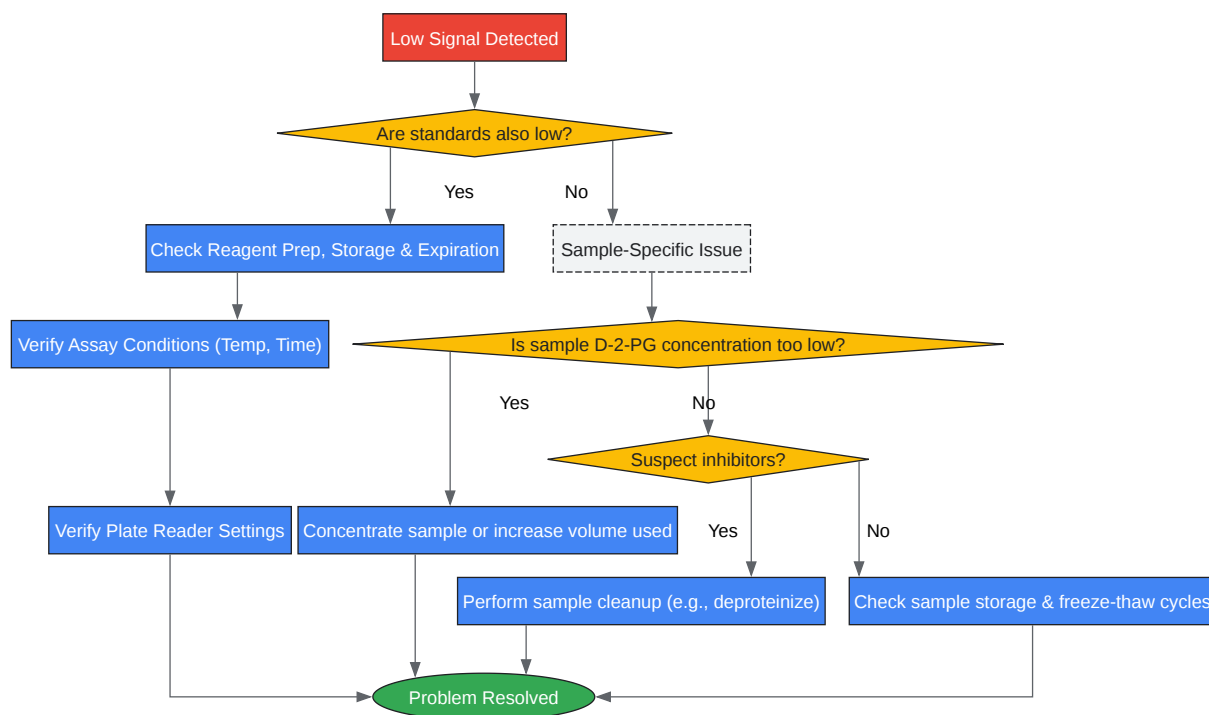 Low Signal Detected
Are standards also low?
Yes
No
Check Reagent Prep, Storage & Expiration
Sample-Specific Issue
Verify Assay Conditions (Temp, Time)
Is sample D-2-PG concentration too low?
Yes
No
Suspect inhibitors?
Verify Plate Reader Settings
Concentrate sample or increase volume used
Yes
No
Perform sample cleanup (e.g., deproteinize)
Check sample storage & freeze-thaw cycles
Problem Resolved